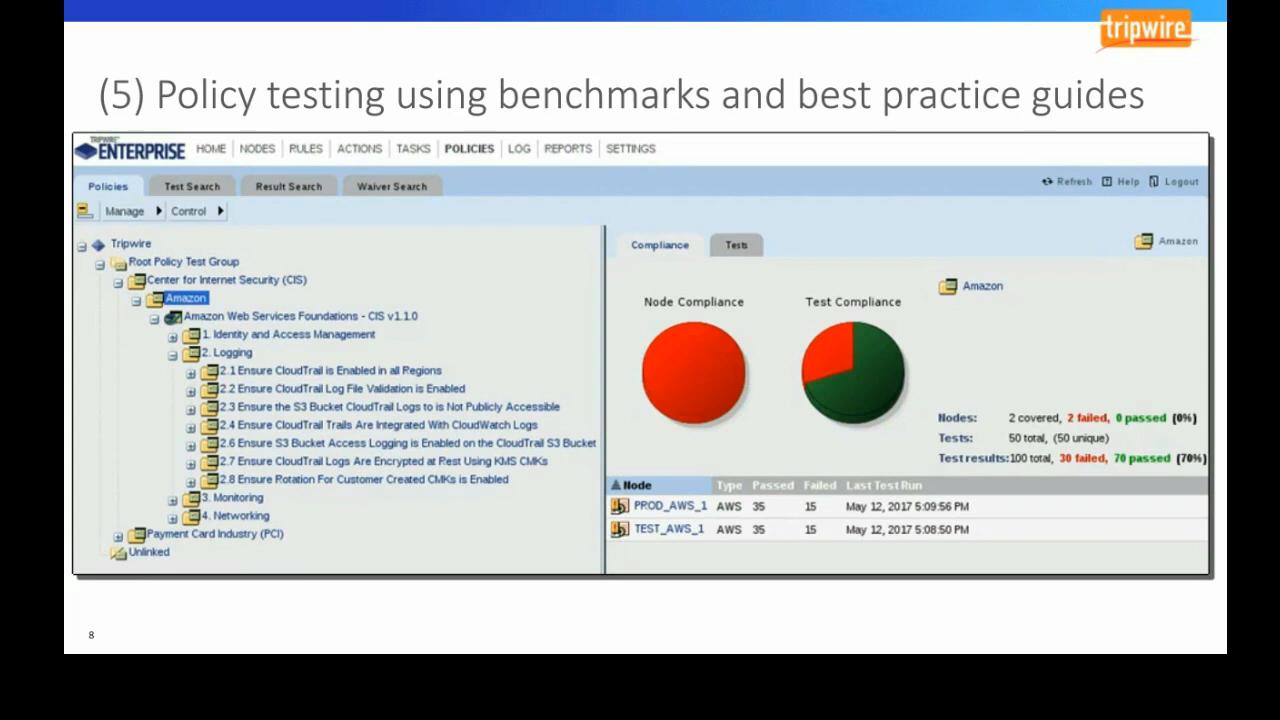 tripwire
(5) Policy testing using benchmarks and best practice guides
TRIPWIRE
ENTERPRISE HOME NODES RULES ACTIONS TASKS POLICIES LOG REPORTS SETTINGS
Policies Test Search Result Search Waiver Search Refresh Help Logout
Manage Control
Tripwire
Root Policy Test Group
Center for Internet Security (CIS)
Amazon
Amazon Web Services Foundations - CIS v1.1.0
1. Identity and Access Management
2. Logging
2.1 Ensure CloudTrail is Enabled in all Regions
2.2 Ensure CloudTrail Log File Validation is Enabled
2.3 Ensure the S3 Bucket CloudTrail Logs to is Not Publicly Accessible
2.4 Ensure CloudTrail Trails Are Integrated With CloudWatch Logs
2.6 Ensure S3 Bucket Access Logging is Enabled on the CloudTrail S3 Bucket
2.7 Ensure CloudTrail Logs Are Encrypted at Rest Using KMS CMKs
2.8 Ensure Rotation For Customer Created CMKs is Enabled
3. Monitoring
4. Networking
Payment Card Industry (PCI)
Unlinked
Compliance Tests Amazon
Amazon
Node Compliance Test Compliance
Nodes: 2 covered, 2 failed, 0 passed (0%)
Tests: 50 total, (50 unique)
Test results: 100 total, 30 failed, 70 passed (70%)
Node Type Passed Failed Last Test Run
PROD_AWS_1 AWS 35 15 May 12, 2017 5:09:56 PM
TEST_AWS_1 AWS 35 15 May 12, 2017 5:08:50 PM
8